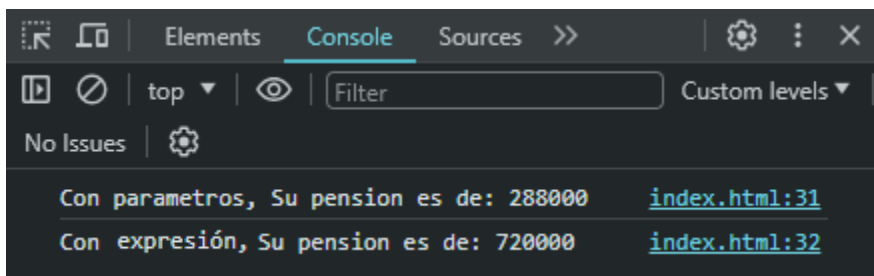 Elements Console Sources
top Filter Custom levels
No Issues
Con parametros, Su pension es de: 288000 index.html:31
Con expresión, Su pension es de: 720000 index.html:32